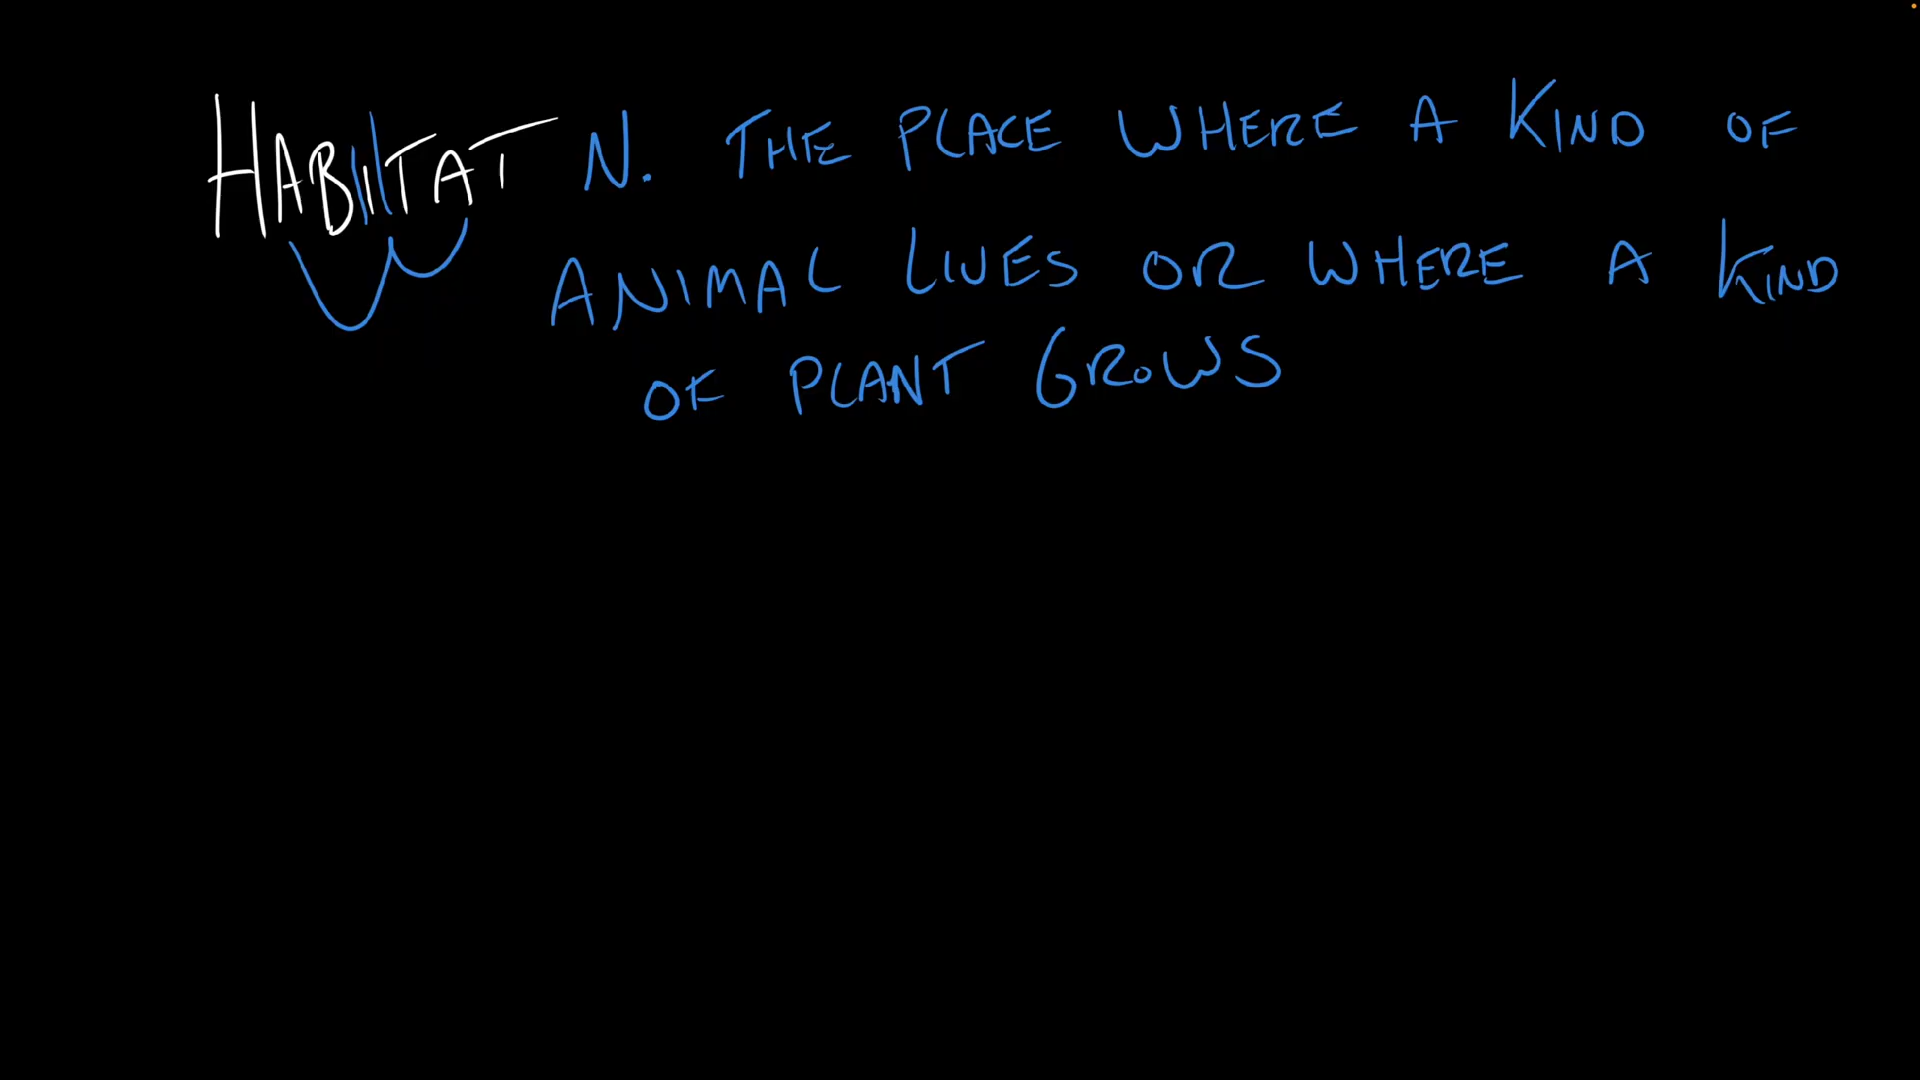 HABITAT N. THE PLACE WHERE A KIND OF
ANIMAL LIVES OR WHERE A KIND
OF PLANT GROWS